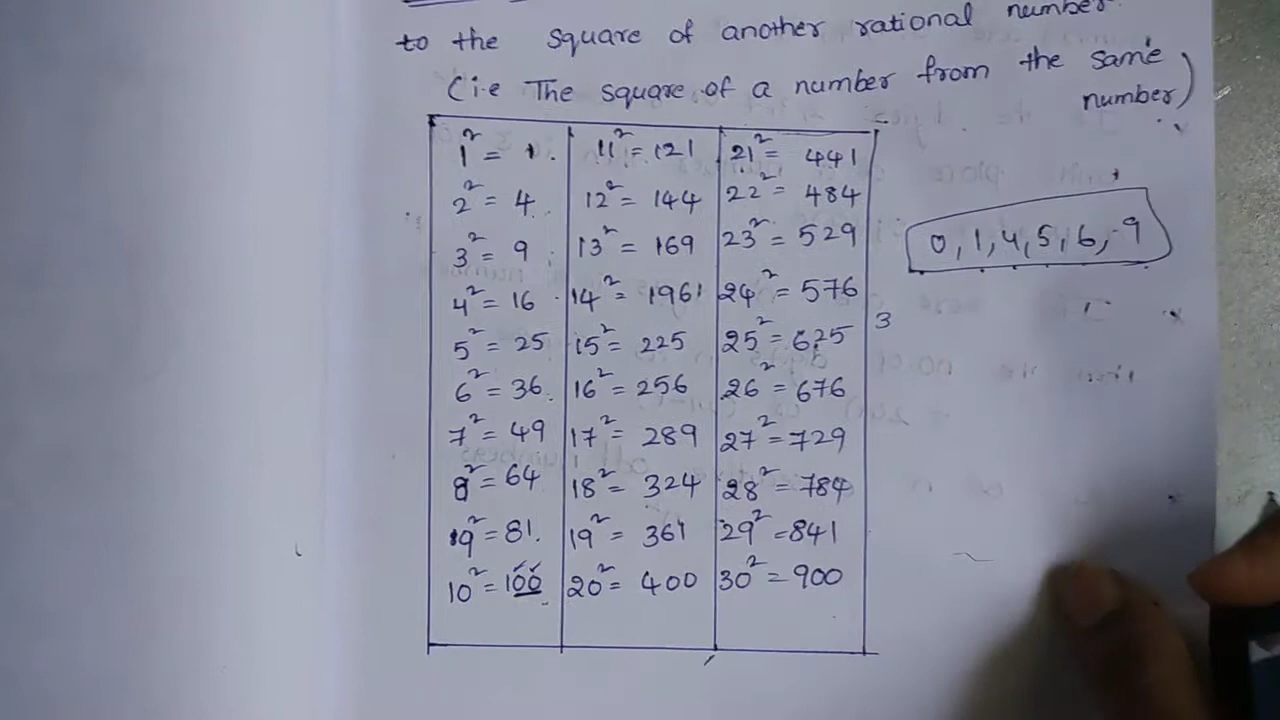 to the square of another rational number
(i.e The square of a number from the same
number)
1² = 1. 11² = 121 21² = 441
2² = 4 12² = 144 22² = 484
3² = 9 13² = 169 23² = 529
4² = 16 14² = 196 24² = 576
5² = 25 15² = 225 25² = 625
6² = 36 16² = 256 26² = 676
7² = 49 17² = 289 27² = 729
8² = 64 18² = 324 28² = 784
9² = 81. 19² = 361 29² = 841
10² = 100 20² = 400 30² = 900
0, 1, 4, 5, 6, 9
3